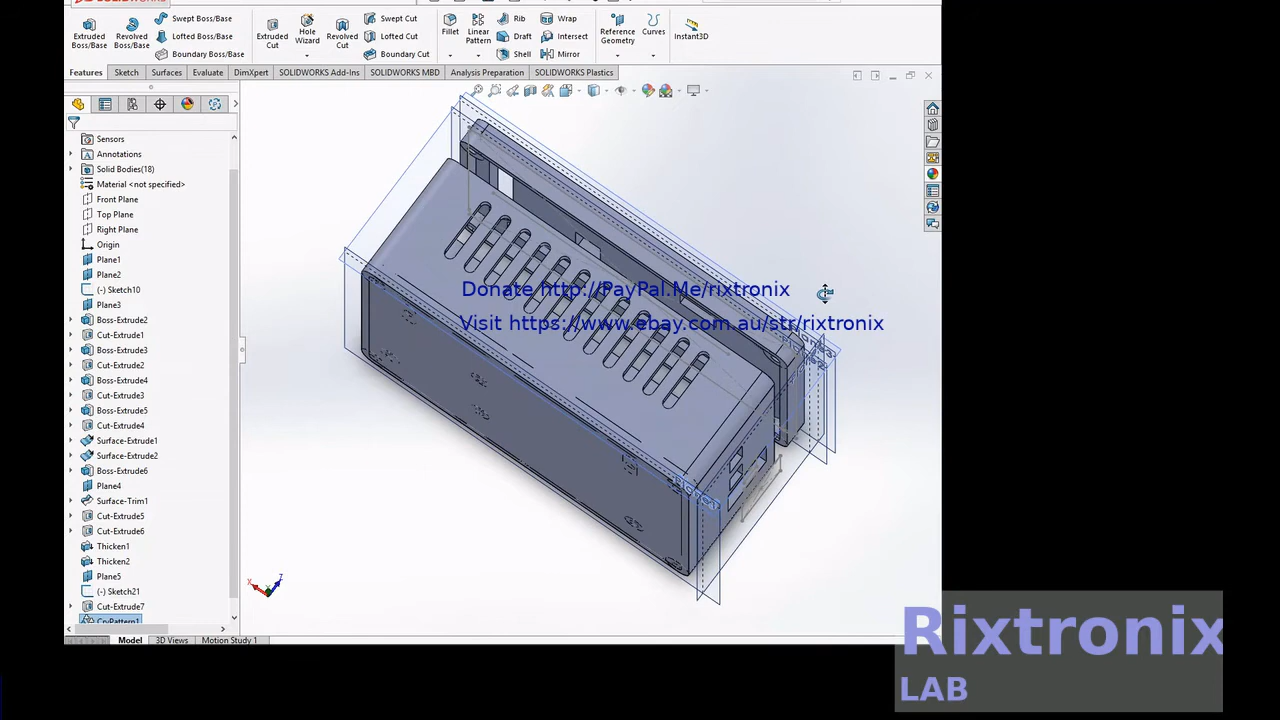 Extruded Boss/Base
Revolved Boss/Base
Swept Boss/Base
Lofted Boss/Base
Boundary Boss/Base
Extruded Cut
Hole Wizard
Revolved Cut
Swept Cut
Lofted Cut
Boundary Cut
Fillet
Linear Pattern
Rib
Draft
Shell
Wrap
Intersect
Mirror
Reference Geometry
Curves
Instant3D
Features
Sketch
Surfaces
Evaluate
DimXpert
SOLIDWORKS Add-Ins
SOLIDWORKS MBD
Analysis Preparation
SOLIDWORKS Plastics
Sensors
Annotations
Solid Bodies(18)
Material <not specified>
Front Plane
Top Plane
Right Plane
Origin
Plane1
Plane2
(-) Sketch10
Plane3
Boss-Extrude2
Cut-Extrude1
Boss-Extrude3
Cut-Extrude2
Boss-Extrude4
Cut-Extrude3
Boss-Extrude5
Cut-Extrude4
Surface-Extrude1
Surface-Extrude2
Boss-Extrude6
Plane4
Surface-Trim1
Cut-Extrude5
Cut-Extrude6
Thicken1
Thicken2
Plane5
(-) Sketch21
Cut-Extrude7
CrvPattern1
Donate http://PayPal.Me/rixtronix
Visit https://www.ebay.com.au/str/rixtronix
Model
3D Views
Motion Study 1
Rixtronix
LAB